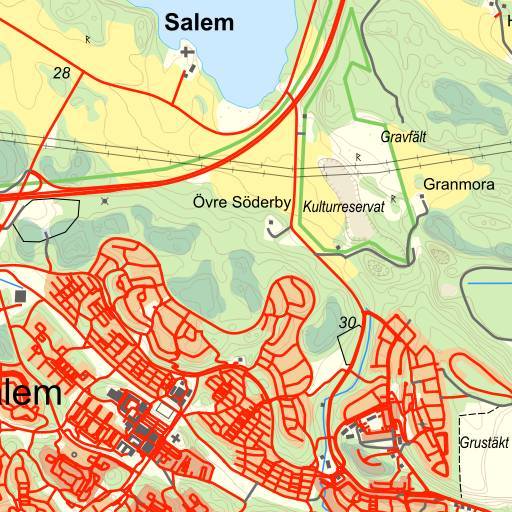 Salem
28
Gravfält
R
R
R
Granmora
Övre Söderby
Kulturreservat
30
lem
Grustäkt